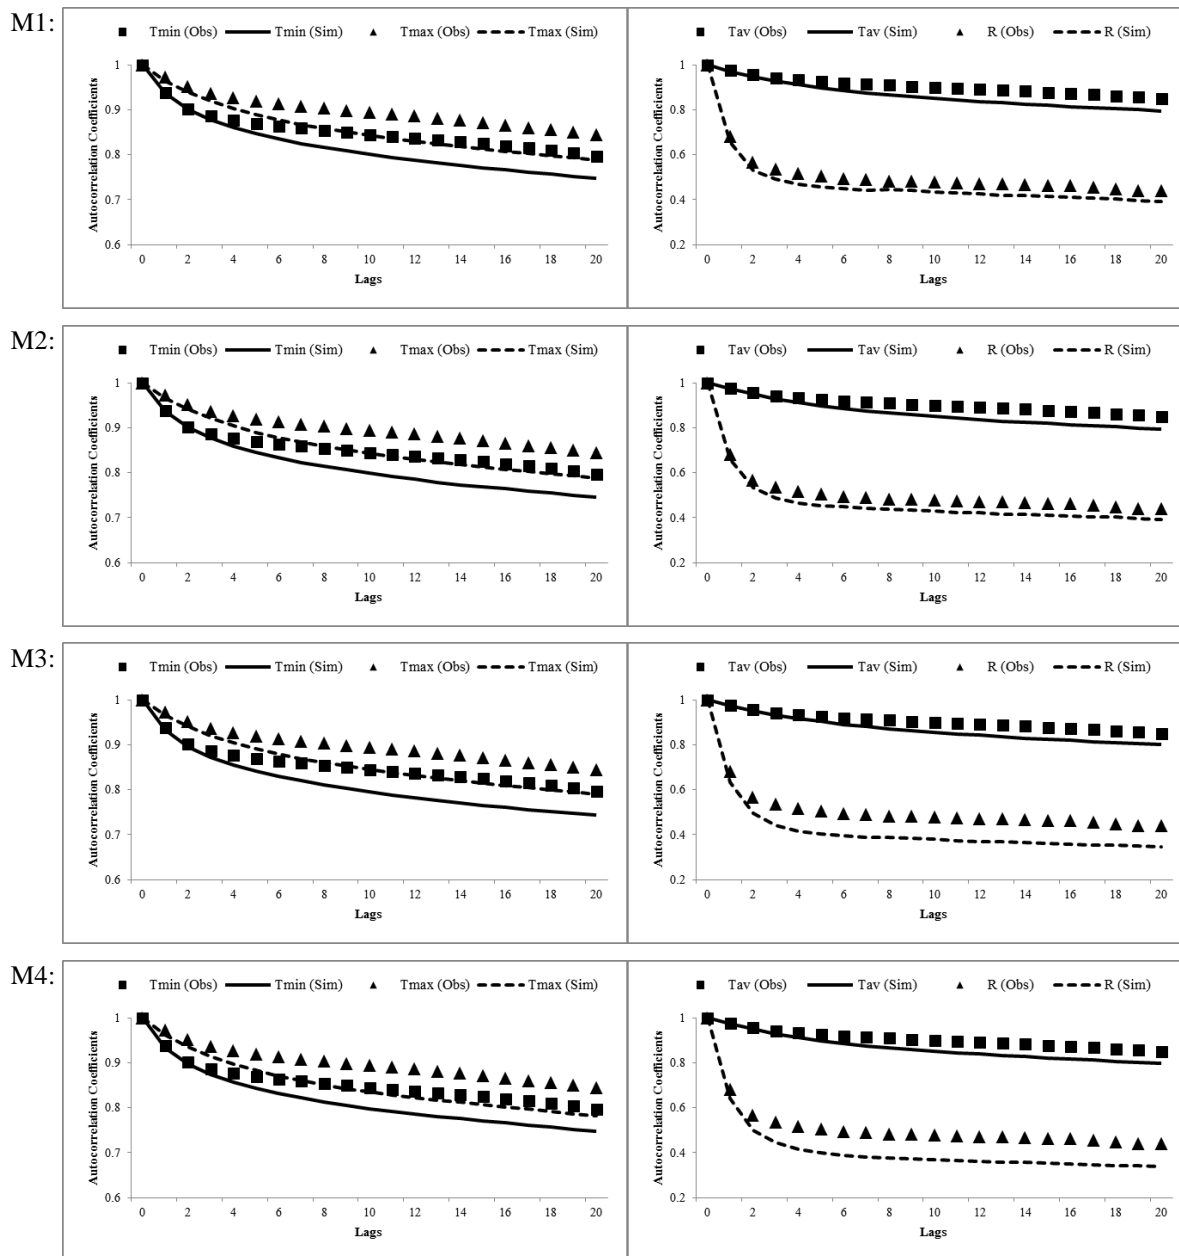 M1:
Tmin (Obs) Tmin (Sim) Tmax (Obs) Tmax (Sim)
Autocorrelation Coefficients
1
0.9
0.8
0.7
0.6
0 2 4 6 8 10 12 14 16 18 20
Lags
Tav (Obs) Tav (Sim) R (Obs) R (Sim)
Autocorrelation Coefficients
1
0.8
0.6
0.4
0.2
0 2 4 6 8 10 12 14 16 18 20
Lags
M2:
Tmin (Obs) Tmin (Sim) Tmax (Obs) Tmax (Sim)
Autocorrelation Coefficients
1
0.9
0.8
0.7
0.6
0 2 4 6 8 10 12 14 16 18 20
Lags
Tav (Obs) Tav (Sim) R (Obs) R (Sim)
Autocorrelation Coefficients
1
0.8
0.6
0.4
0.2
0 2 4 6 8 10 12 14 16 18 20
Lags
M3:
Tmin (Obs) Tmin (Sim) Tmax (Obs) Tmax (Sim)
Autocorrelation Coefficients
1
0.9
0.8
0.7
0.6
0 2 4 6 8 10 12 14 16 18 20
Lags
Tav (Obs) Tav (Sim) R (Obs) R (Sim)
Autocorrelation Coefficients
1
0.8
0.6
0.4
0.2
0 2 4 6 8 10 12 14 16 18 20
Lags
M4:
Tmin (Obs) Tmin (Sim) Tmax (Obs) Tmax (Sim)
Autocorrelation Coefficients
1
0.9
0.8
0.7
0.6
0 2 4 6 8 10 12 14 16 18 20
Lags
Tav (Obs) Tav (Sim) R (Obs) R (Sim)
Autocorrelation Coefficients
1
0.8
0.6
0.4
0.2
0 2 4 6 8 10 12 14 16 18 20
Lags